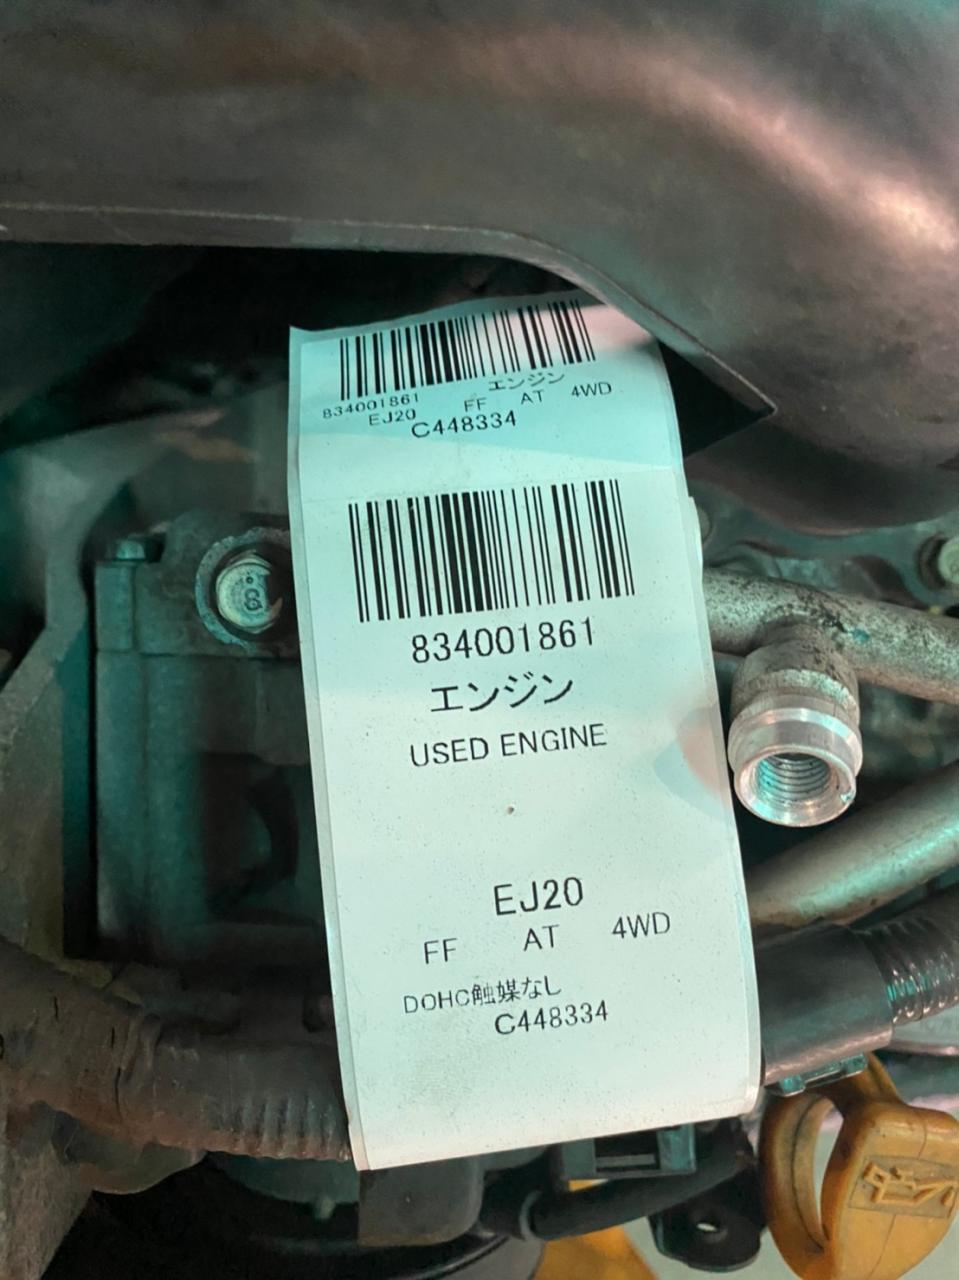 エンジン
834001861
EJ20 FF AT 4WD
C448334
834001861
エンジン
USED ENGINE
EJ20
FF AT 4WD
DOHC触媒なし
C448334
8